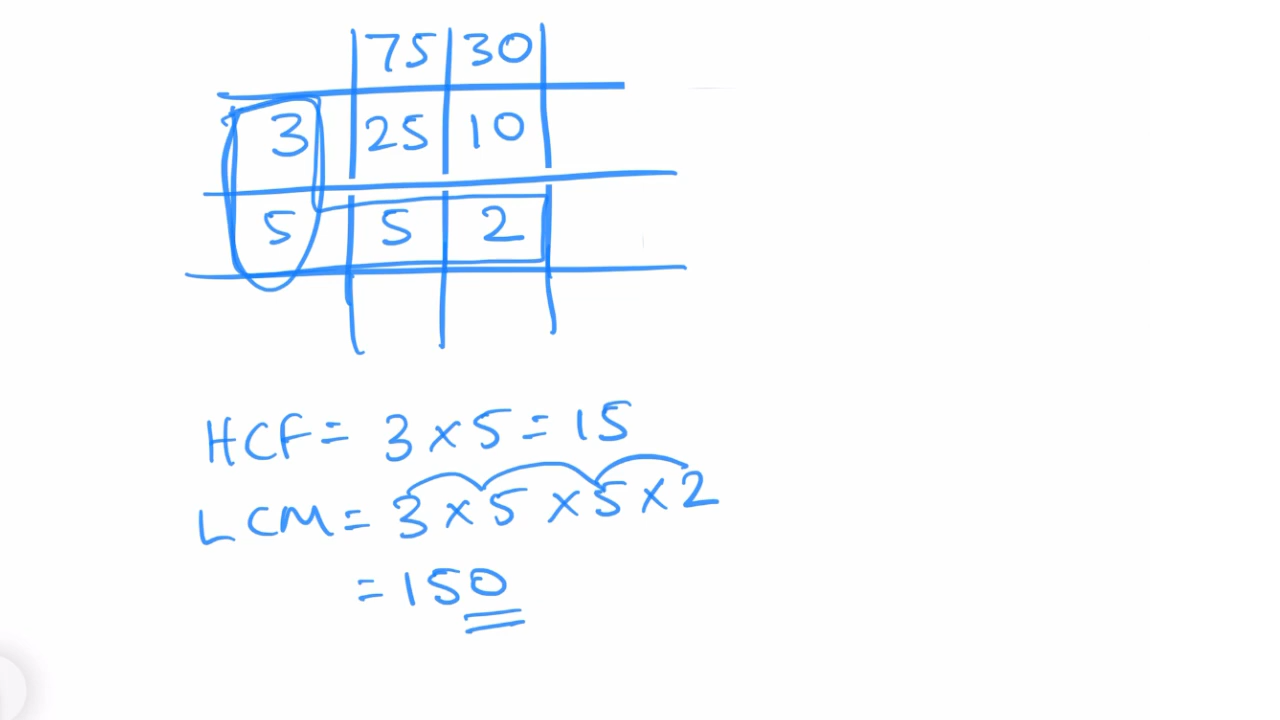 75 30
3 25 10
5 5 2
HCF = 3 × 5 = 15
LCM = 3 × 5 × 5 × 2
= 150